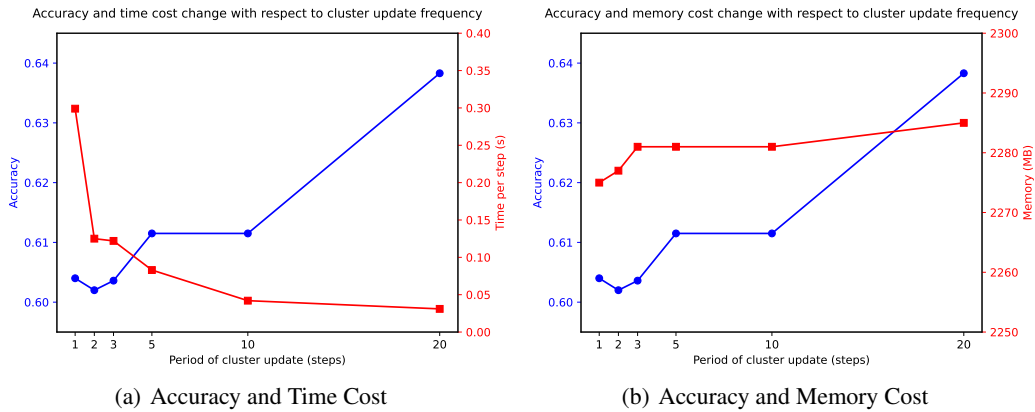 Accuracy and time cost change with respect to cluster update frequency
0.64
0.63
0.62
0.61
0.60
Accuracy
0.40
0.35
0.30
0.25
0.20
0.15
0.10
0.05
0.00
Time per step (s)
1 2 3 5 10 20
Period of cluster update (steps)
(a) Accuracy and Time Cost
Accuracy and memory cost change with respect to cluster update frequency
0.64
0.63
0.62
0.61
0.60
Accuracy
2300
2290
2280
2270
2260
2250
Memory (MB)
1 2 3 5 10 20
Period of cluster update (steps)
(b) Accuracy and Memory Cost